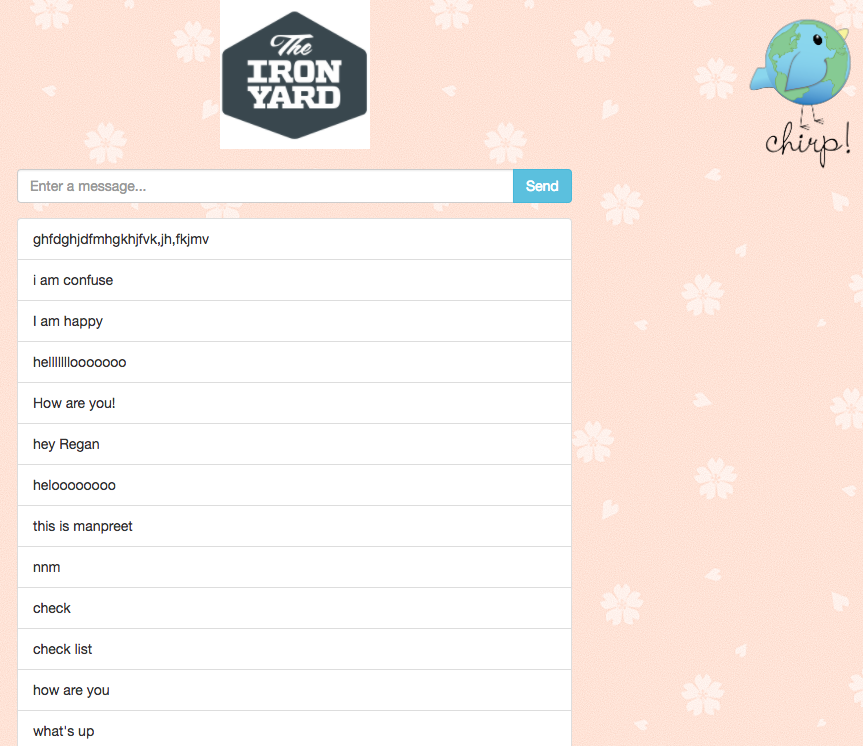 The
IRON
YARD
chirp!
Enter a message...
Send
ghfdghjdfmhgkhjfvk,jh,fkjmv
i am confuse
I am happy
helllllllooooooo
How are you!
hey Regan
heloooooooo
this is manpreet
nnm
check
check list
how are you
what's up